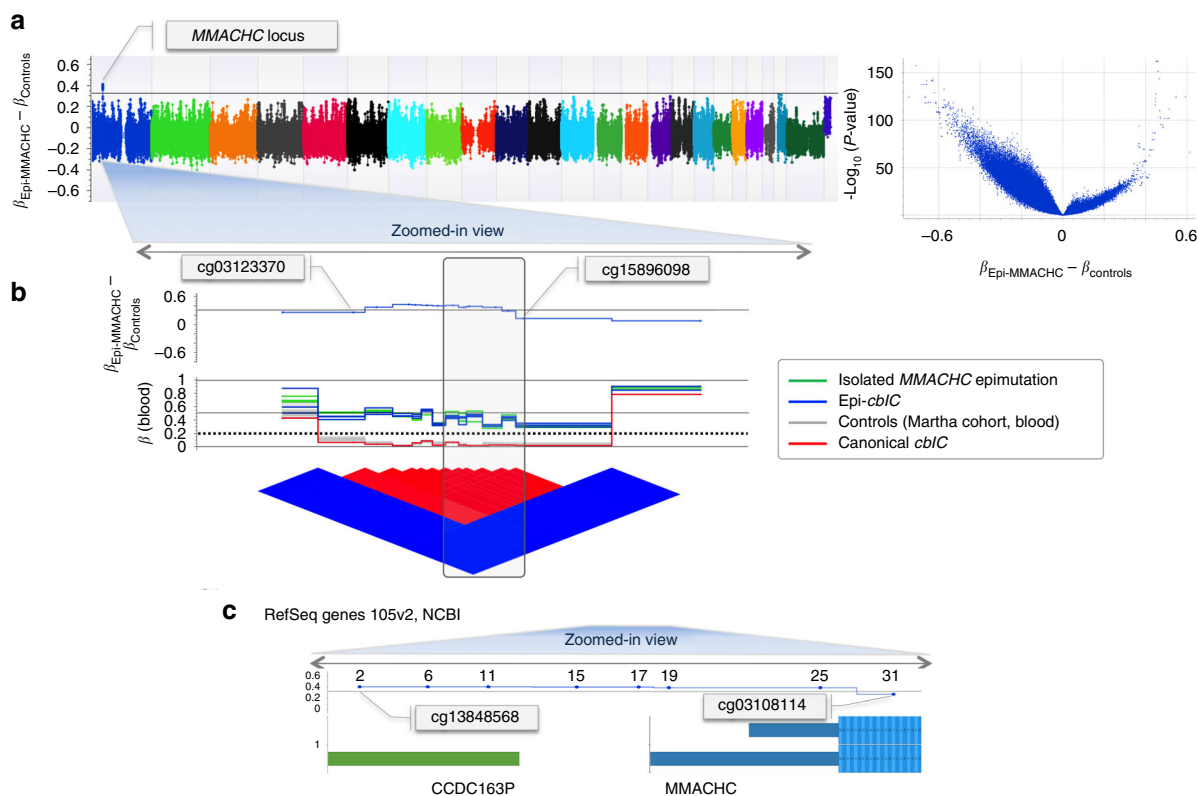 a
MMACHC locus
0.6
0.4
0.2
0
−0.2
−0.4
−0.6
βEpi-MMACHC − βControls
150
100
50
-Log10 (P-value)
−0.6
0
0.6
βEpi-MMACHC − βcontrols
Zoomed-in view
cg03123370
cg15896098
b
0.6
0
−0.6
βEpi-MMACHC −
βControls
1
0.8
0.6
0.4
0.2
0
β (blood)
Isolated MMACHC epimutation
Epi-cblC
Controls (Martha cohort, blood)
Canonical cblC
c
RefSeq genes 105v2, NCBI
Zoomed-in view
2 6 11 15 17 19 25 31
0.6
0.4
0.2
0
cg13848568
cg03108114
1
CCDC163P
MMACHC